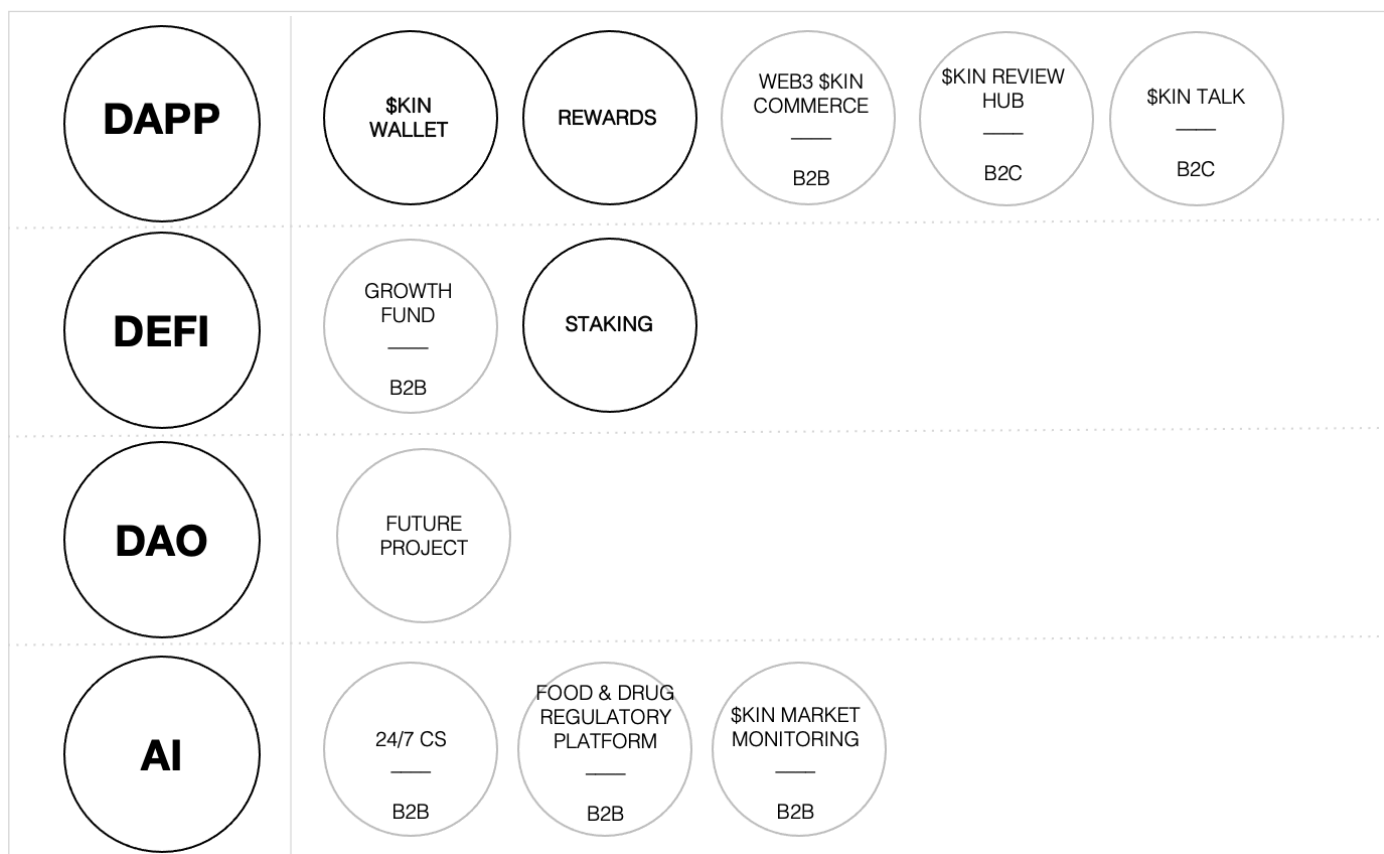 DAPP
$KIN
WALLET
REWARDS
WEB3 $KIN
COMMERCE
B2B
$KIN REVIEW
HUB
B2C
$KIN TALK
B2C
DEFI
GROWTH
FUND
B2B
STAKING
DAO
FUTURE
PROJECT
AI
24/7 CS
B2B
FOOD & DRUG
REGULATORY
PLATFORM
B2B
$KIN MARKET
MONITORING
B2B